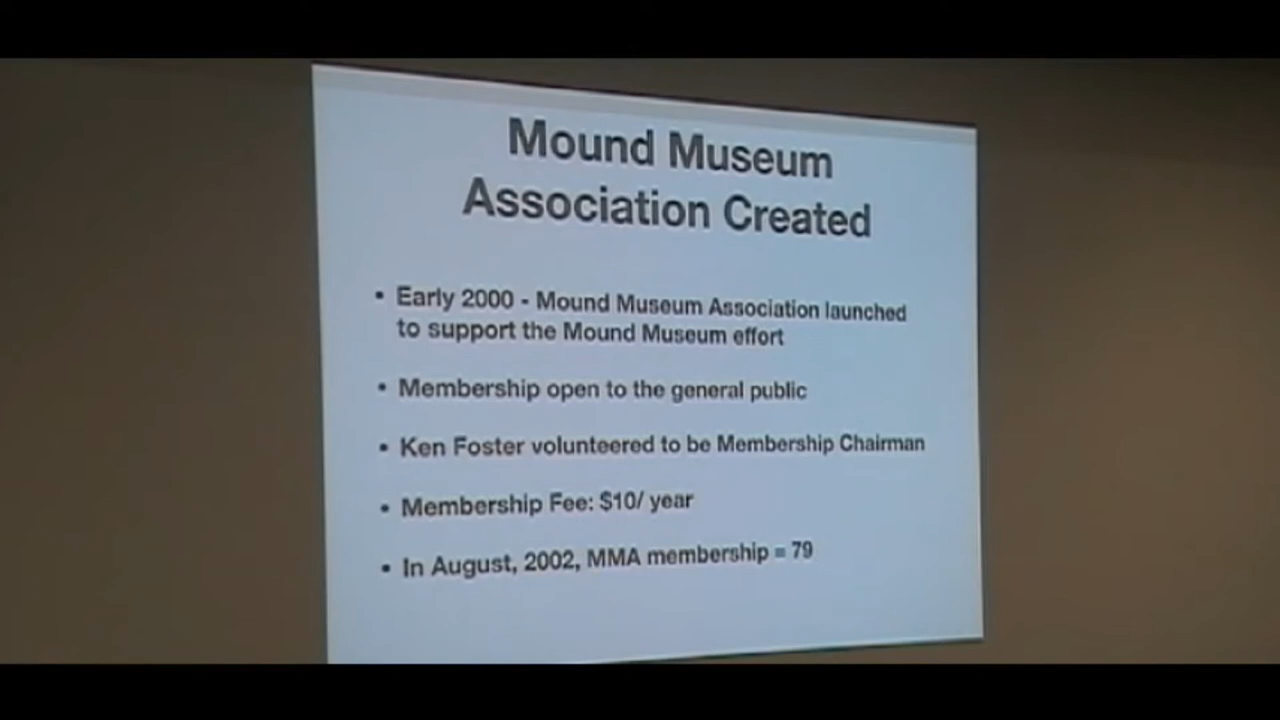 Mound Museum
Association Created
• Early 2000 - Mound Museum Association launched
to support the Mound Museum effort
• Membership open to the general public
• Ken Foster volunteered to be Membership Chairman
• Membership Fee: $10/ year
• In August, 2002, MMA membership = 79